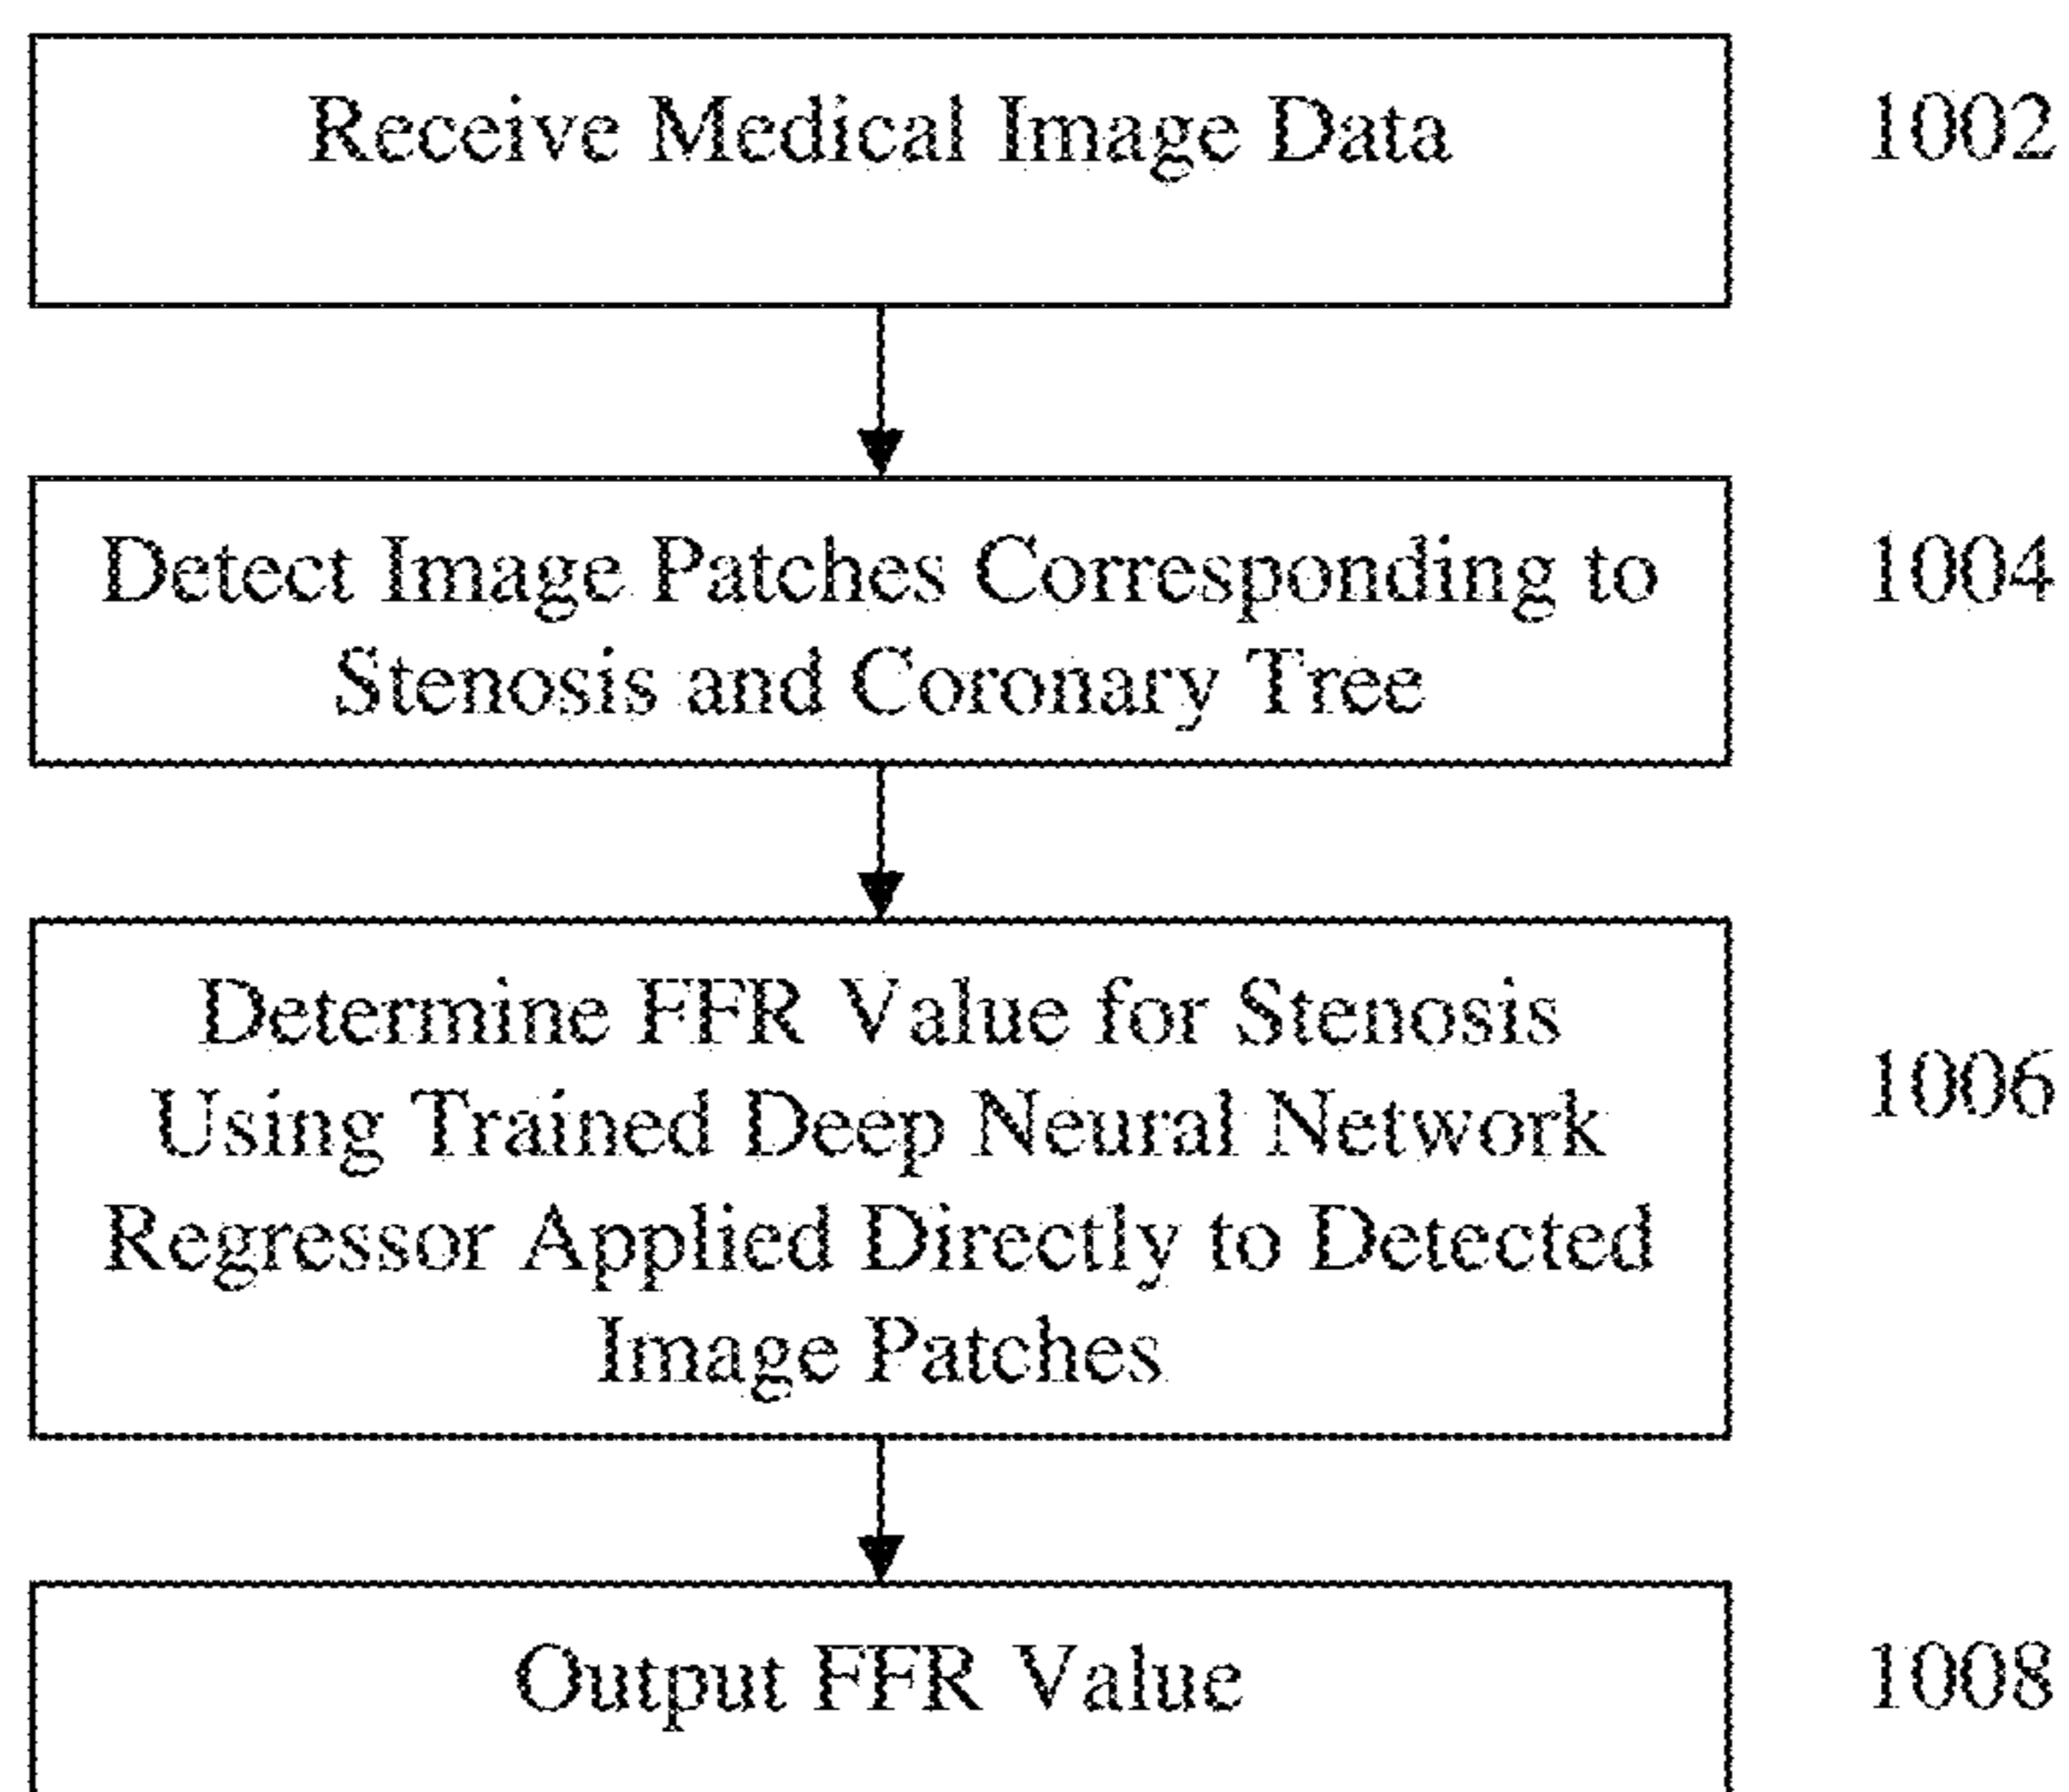 Receive Medical Image Data
1002
Detect Image Patches Corresponding to
Stenosis and Coronary Tree
1004
Determine FFR Value for Stenosis
Using Trained Deep Neural Network
Regressor Applied Directly to Detected
Image Patches
1006
Output FFR Value
1008